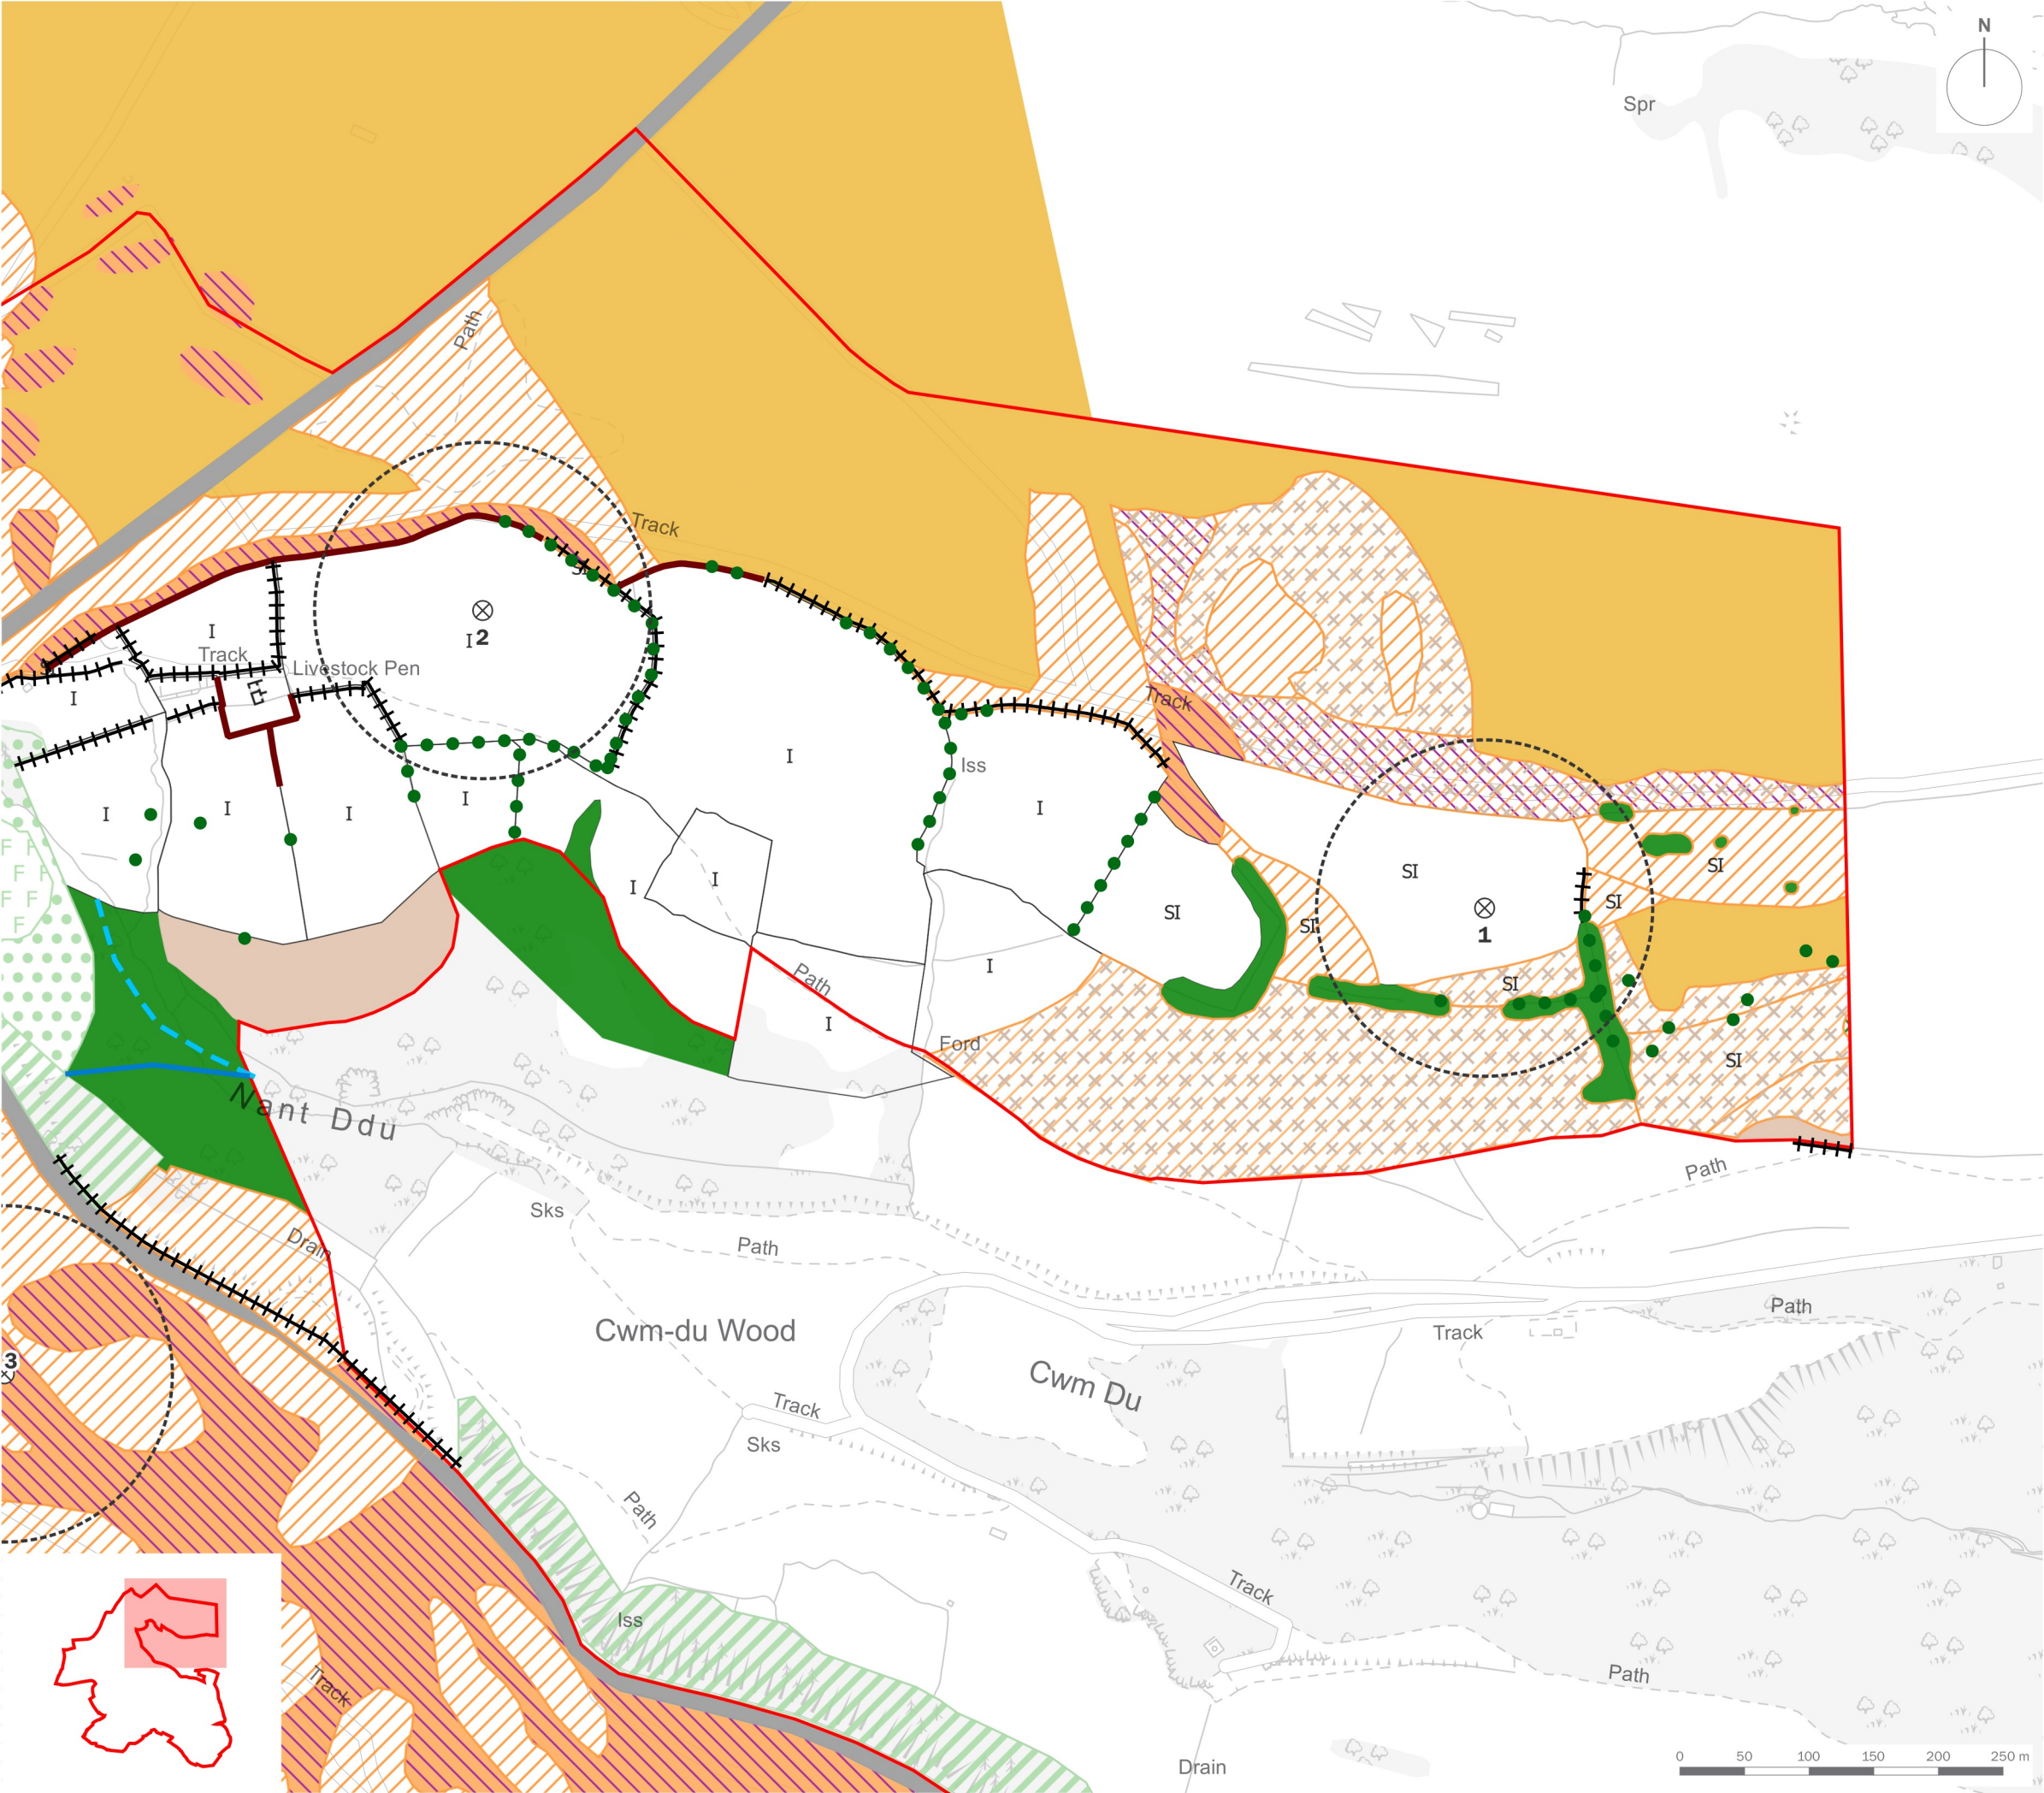 N
Spr
Path
Track
SI
I
2
I
Track
Livestock Pen
I
Track
I
Iss
I
I
I
I
I
I
SI
SI
SI
I
I
F F
F F
F F
F
SI
SI
1
I
Path
SI
I
Ford
SI
Nant Ddu
Path
Sks
Drain
Path
Path
Cwm-du Wood
Track
3
Cwm Du
Track
Sks
Path
Track
Iss
Path
Track
Drain
0 50 100 150 200 250 m